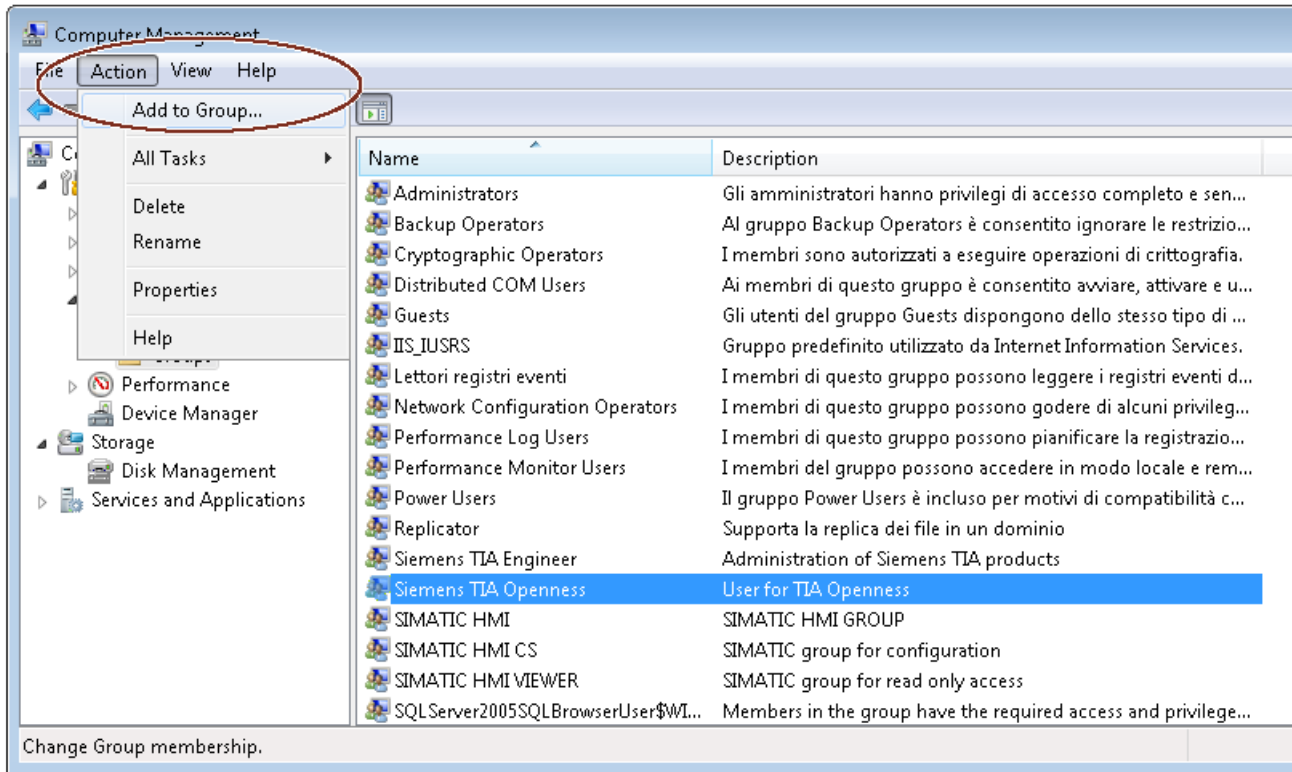 Computer Management
File Action View Help
Add to Group...
All Tasks
Delete
Rename
Properties
Help
Groups
Performance
Device Manager
Storage
Disk Management
Services and Applications
Name Description
Administrators Gli amministratori hanno privilegi di accesso completo e sen...
Backup Operators Al gruppo Backup Operators è consentito ignorare le restrizio...
Cryptographic Operators I membri sono autorizzati a eseguire operazioni di crittografia.
Distributed COM Users Ai membri di questo gruppo è consentito avviare, attivare e u...
Guests Gli utenti del gruppo Guests dispongono dello stesso tipo di ...
IIS_IUSRS Gruppo predefinito utilizzato da Internet Information Services.
Lettori registri eventi I membri di questo gruppo possono leggere i registri eventi d...
Network Configuration Operators I membri di questo gruppo possono godere di alcuni privileg...
Performance Log Users I membri di questo gruppo possono pianificare la registrazio...
Performance Monitor Users I membri del gruppo possono accedere in modo locale e rem...
Power Users Il gruppo Power Users è incluso per motivi di compatibilità c...
Replicator Supporta la replica dei file in un dominio
Siemens TIA Engineer Administration of Siemens TIA products
Siemens TIA Openness User for TIA Openness
SIMATIC HMI SIMATIC HMI GROUP
SIMATIC HMI CS SIMATIC group for configuration
SIMATIC HMI VIEWER SIMATIC group for read only access
SQLServer2005SQLBrowserUser$WI... Members in the group have the required access and privilege...
Change Group membership.